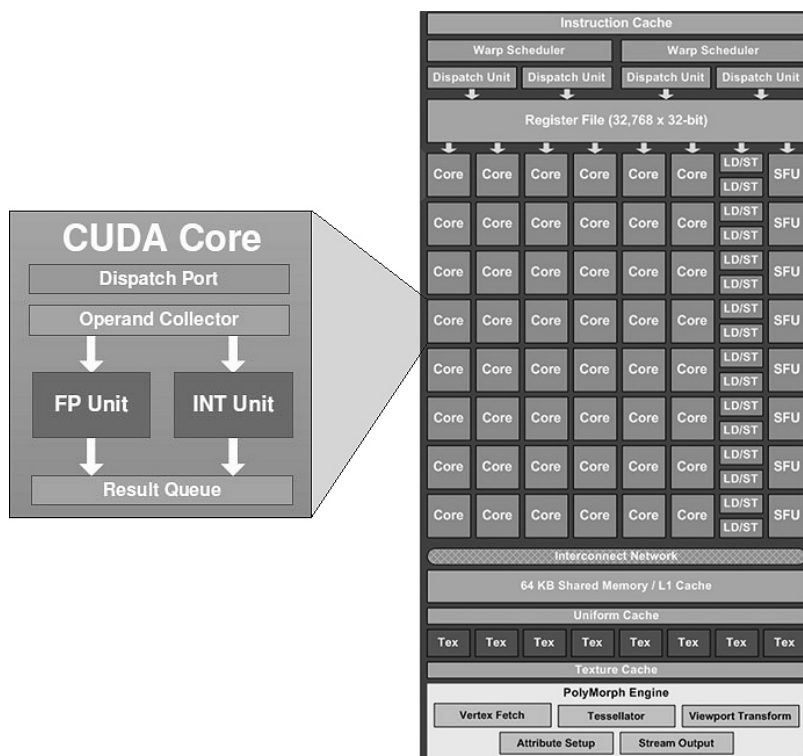 Instruction Cache
Warp Scheduler Warp Scheduler
Dispatch Unit Dispatch Unit Dispatch Unit Dispatch Unit
Register File (32,768 x 32-bit)
Core Core Core Core Core Core LD/ST SFU
LD/ST
Core Core Core Core Core Core LD/ST SFU
LD/ST
Core Core Core Core Core Core LD/ST SFU
LD/ST
Core Core Core Core Core Core LD/ST SFU
LD/ST
Core Core Core Core Core Core LD/ST SFU
LD/ST
Core Core Core Core Core Core LD/ST SFU
LD/ST
Core Core Core Core Core Core LD/ST SFU
LD/ST
Core Core Core Core Core Core LD/ST SFU
LD/ST
Interconnect Network
64 KB Shared Memory / L1 Cache
Uniform Cache
Tex Tex Tex Tex Tex Tex Tex Tex
Texture Cache
PolyMorph Engine
Vertex Fetch Tessellator Viewport Transform
Attribute Setup Stream Output
CUDA Core
Dispatch Port
Operand Collector
FP Unit INT Unit
Result Queue